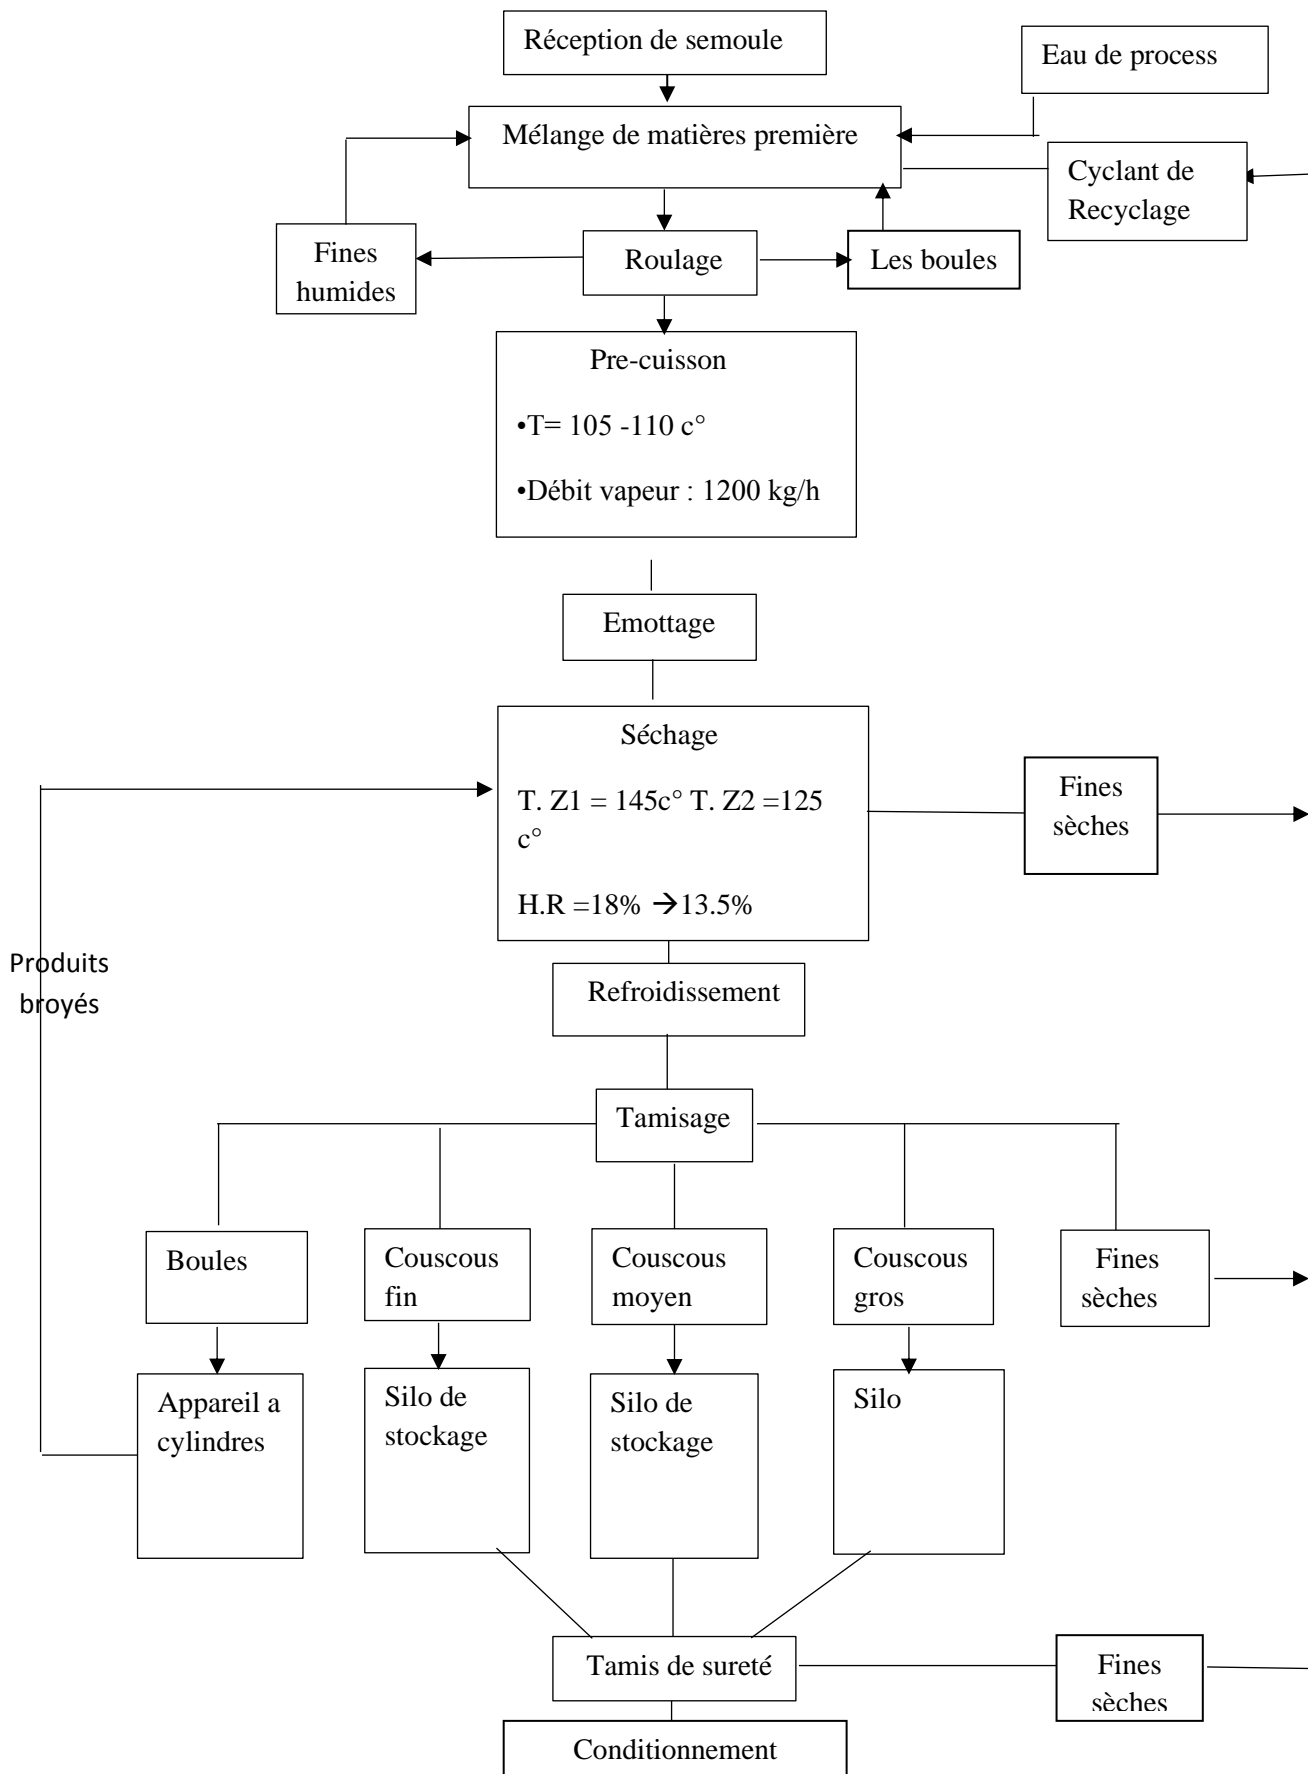 Réception de semoule
Eau de process
Mélange de matières première
Cyclant de
Recyclage
Fines
humides
Roulage
Les boules
Pre-cuisson
•T= 105 -110 c°
•Débit vapeur : 1200 kg/h
Emottage
Séchage
T. Z1 = 145c° T. Z2 =125
c°
H.R =18% →13.5%
Fines
sèches
Produits
broyés
Refroidissement
Tamisage
Boules
Couscous
fin
Couscous
moyen
Couscous
gros
Fines
sèches
Appareil a
cylindres
Silo de
stockage
Silo de
stockage
Silo
Tamis de sureté
Fines
sèches
Conditionnement